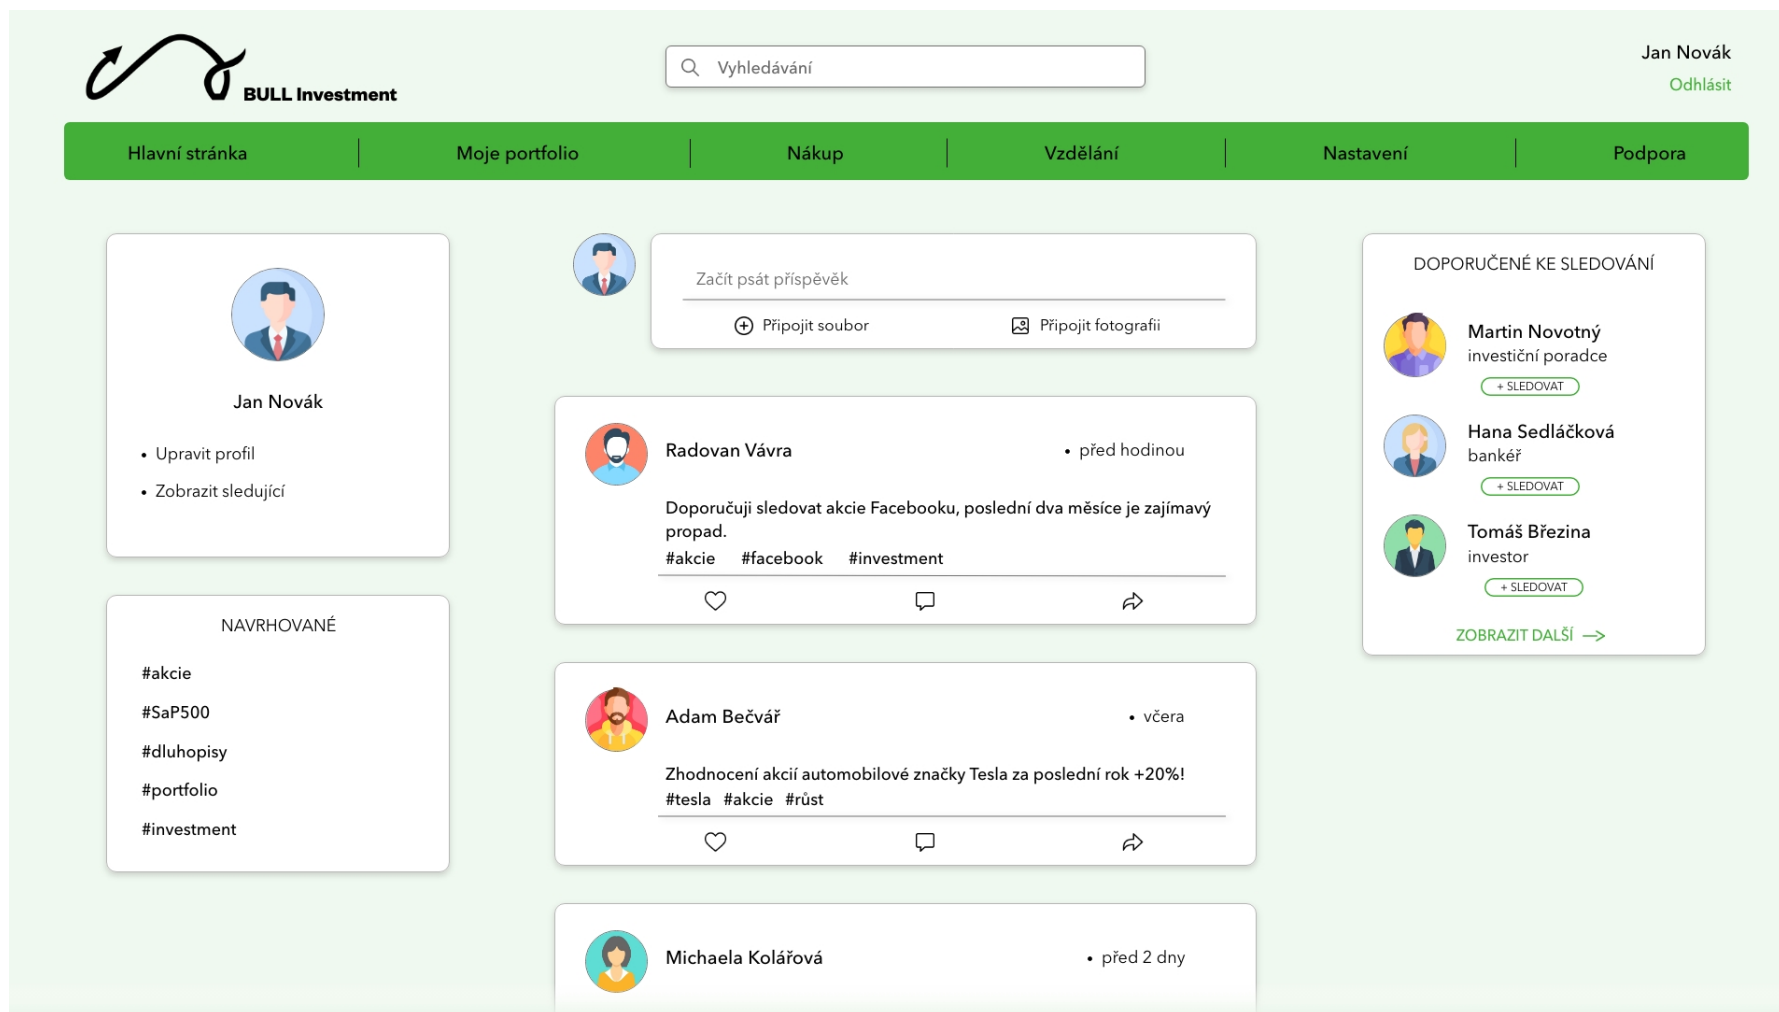 BULL Investment
Vyhledávání
Jan Novák
Odhlásit
Hlavní stránka
Moje portfolio
Nákup
Vzdělání
Nastavení
Podpora
Jan Novák
• Upravit profil
• Zobrazit sledující
NAVRHOVANÉ
#akcie
#SaP500
#dluhopisy
#portfolio
#investment
Začít psát příspěvěk
Připojit soubor
Připojit fotografii
Radovan Vávra
• před hodinou
Doporučuji sledovat akcie Facebooku, poslední dva měsíce je zajímavý
propad.
#akcie #facebook #investment
Adam Bečvář
• včera
Zhodnocení akcií automobilové značky Tesla za poslední rok +20%!
#tesla #akcie #růst
Michaela Kolářová
• před 2 dny
DOPORUČENÉ KE SLEDOVÁNÍ
Martin Novotný
investiční poradce
+ SLEDOVAT
Hana Sedláčková
bankéř
+ SLEDOVAT
Tomáš Březina
investor
+ SLEDOVAT
ZOBRAZIT DALŠÍ